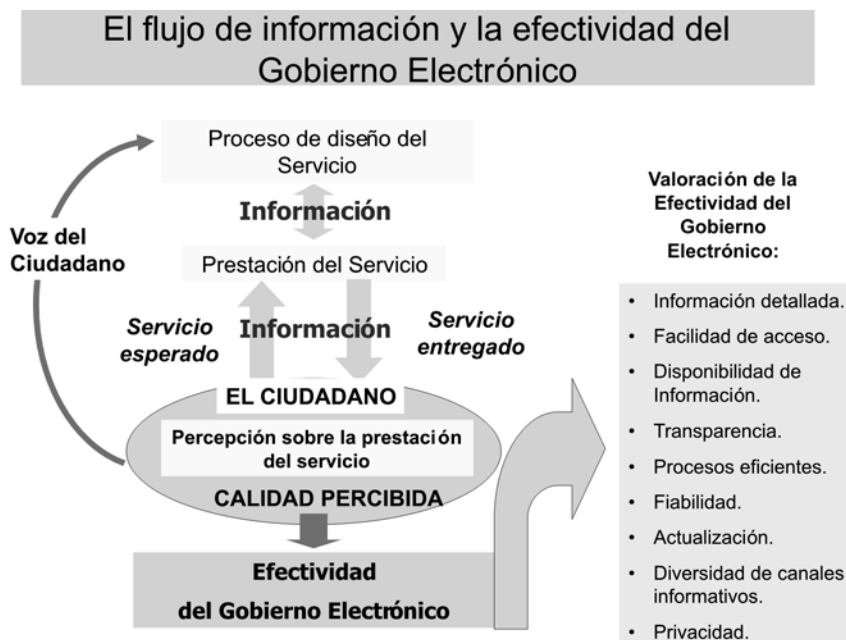 El flujo de información y la efectividad del
Gobierno Electrónico
Proceso de diseño del
Servicio
Información
Voz del
Ciudadano
Prestación del Servicio
Servicio
esperado
Información
Servicio
entregado
EL CIUDADANO
Percepción sobre la prestación
del servicio
CALIDAD PERCIBIDA
Efectividad
del Gobierno Electrónico
Valoración de la
Efectividad del
Gobierno
Electrónico:
• Información detallada.
• Facilidad de acceso.
• Disponibilidad de
Información.
• Transparencia.
• Procesos eficientes.
• Fiabilidad.
• Actualización.
• Diversidad de canales
informativos.
• Privacidad.